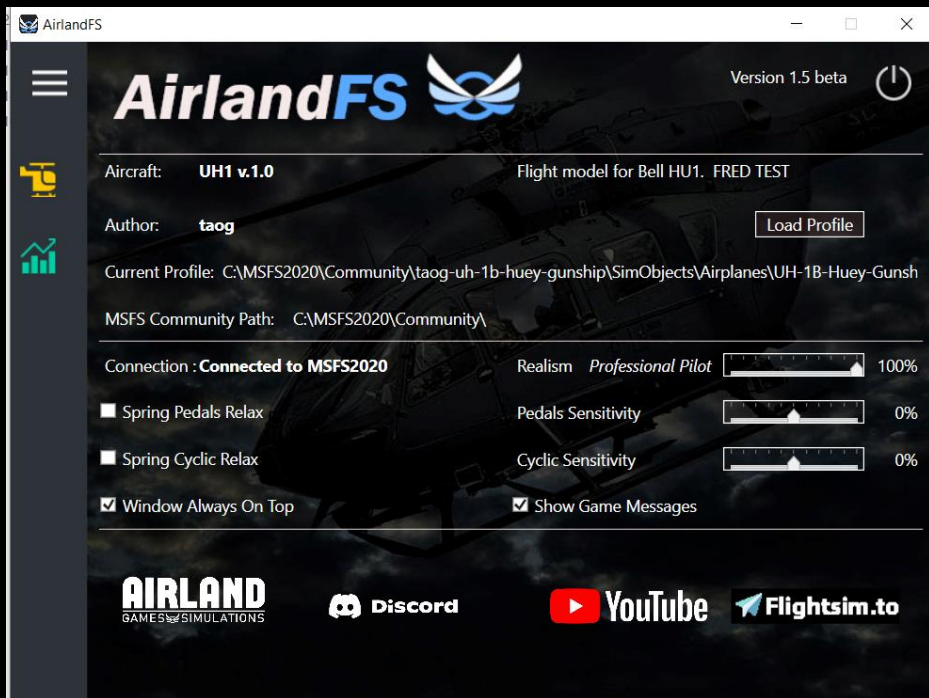 AirlandFS
AirlandFS
Version 1.5 beta
Aircraft: UH1 v.1.0 Flight model for Bell HU1. FRED TEST
Author: taog Load Profile
Current Profile: C:\MSFS2020\Community\taog-uh-1b-huey-gunship\SimObjects\Airplanes\UH-1B-Huey-Gunsh
MSFS Community Path: C:\MSFS2020\Community\
Connection : Connected to MSFS2020 Realism Professional Pilot 100%
Spring Pedals Relax Pedals Sensitivity 0%
Spring Cyclic Relax Cyclic Sensitivity 0%
Window Always On Top Show Game Messages
AIRLAND
GAMES SIMULATIONS
Discord
YouTube
Flightsim.to